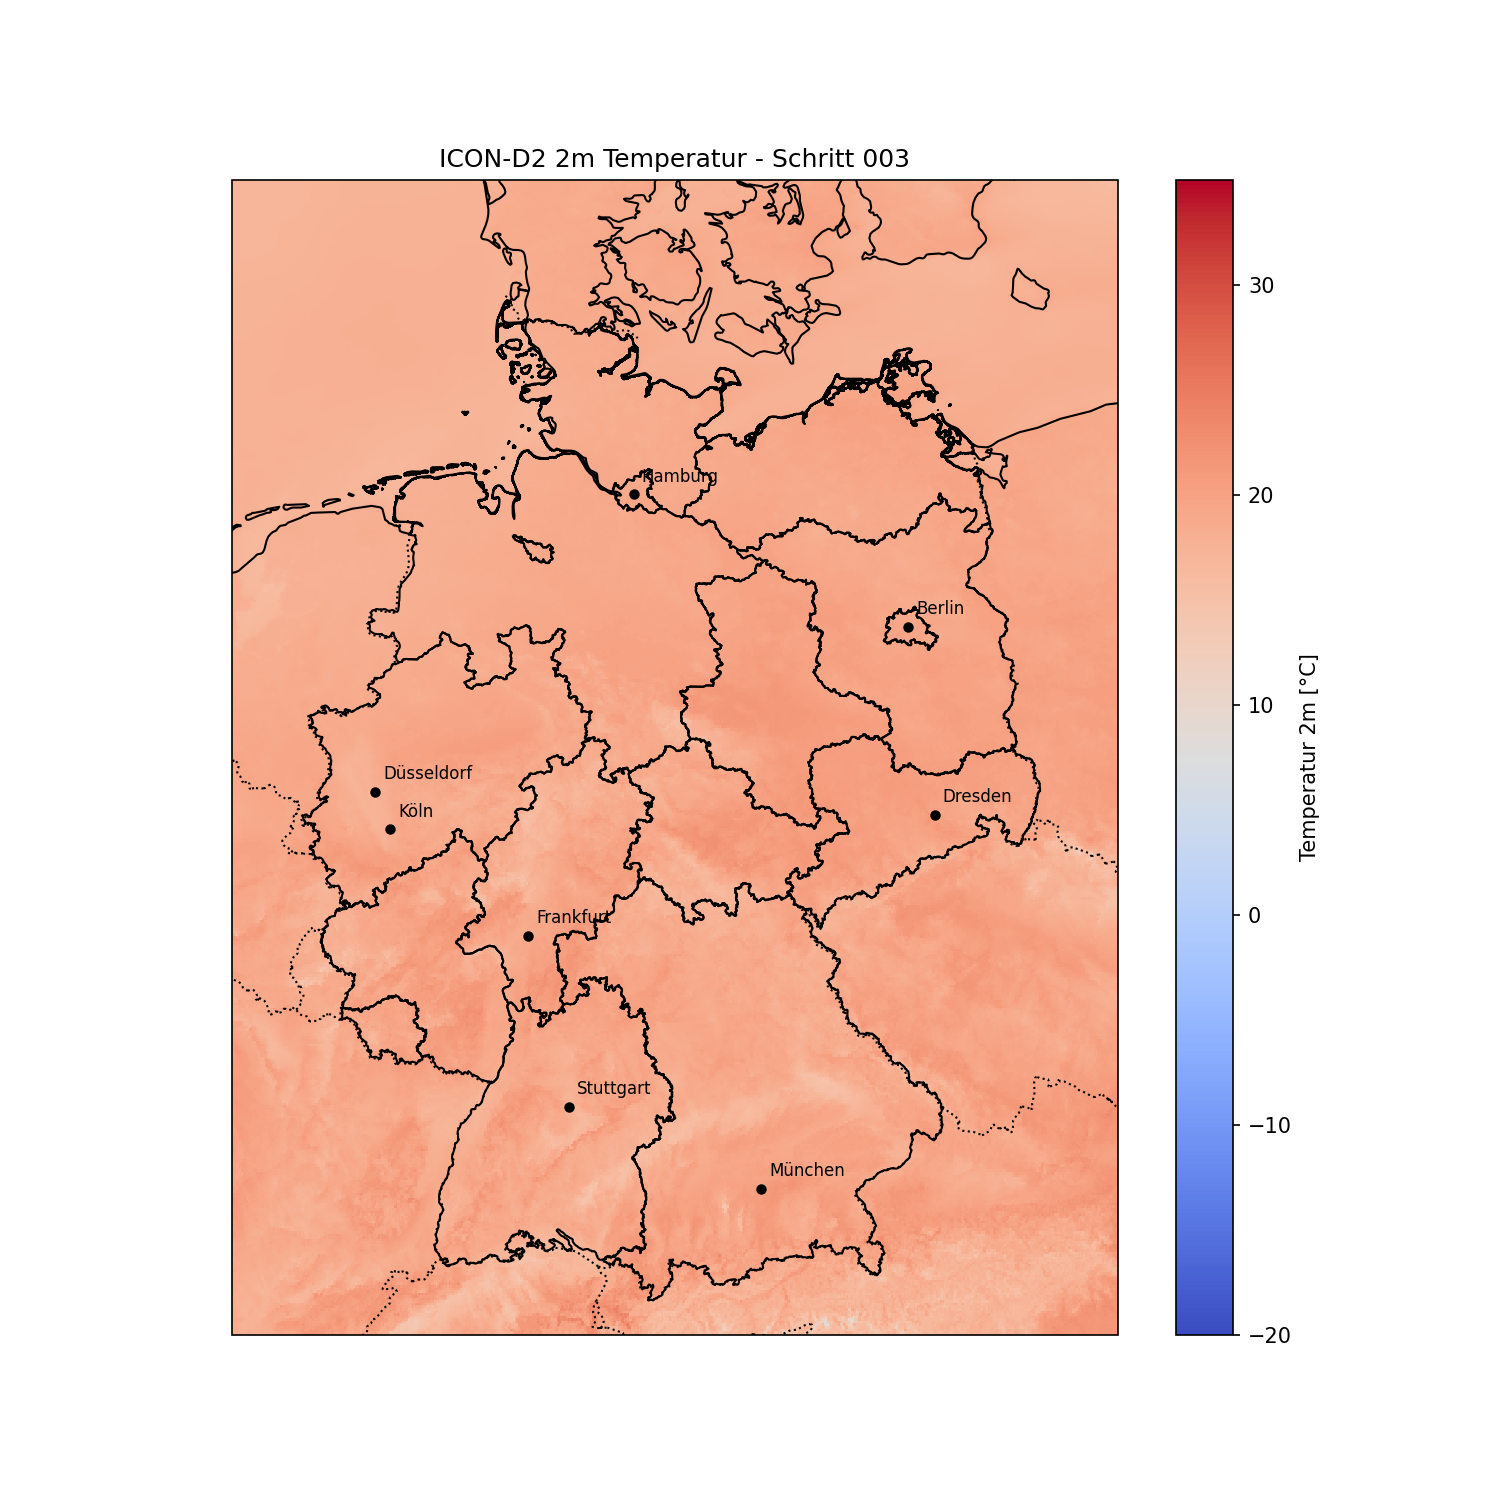 ICON-D2 2m Temperatur - Schritt 003
Hamburg
Berlin
Düsseldorf
Köln
Dresden
Frankfurt
Stuttgart
München
30
20
10
0
−10
−20
Temperatur 2m [°C]